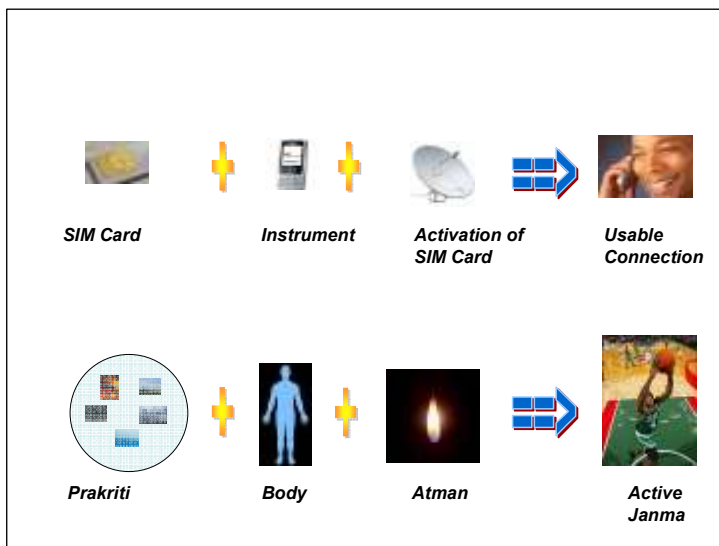 SIM Card
Instrument
Activation of
SIM Card
Usable
Connection
Prakriti
Body
Atman
Active
Janma